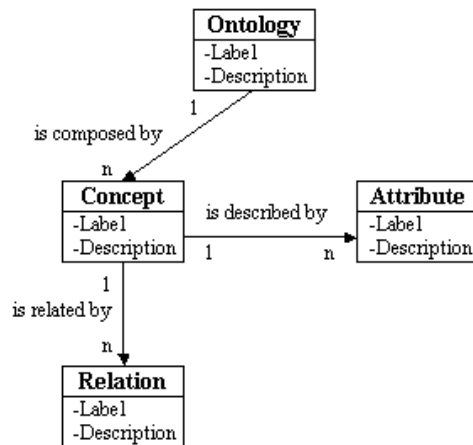 Ontology
-Label
-Description
1
is composed by
n
Concept
-Label
-Description
is described by
1
n
Attribute
-Label
-Description
1
is related by
n
Relation
-Label
-Description